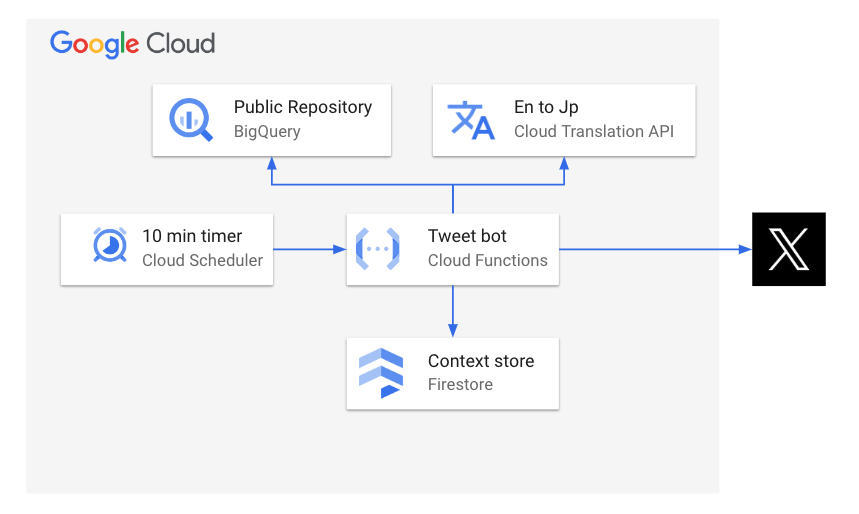 Google Cloud
Public Repository
BigQuery
En to Jp
Cloud Translation API
10 min timer
Cloud Scheduler
Tweet bot
Cloud Functions
Context store
Firestore